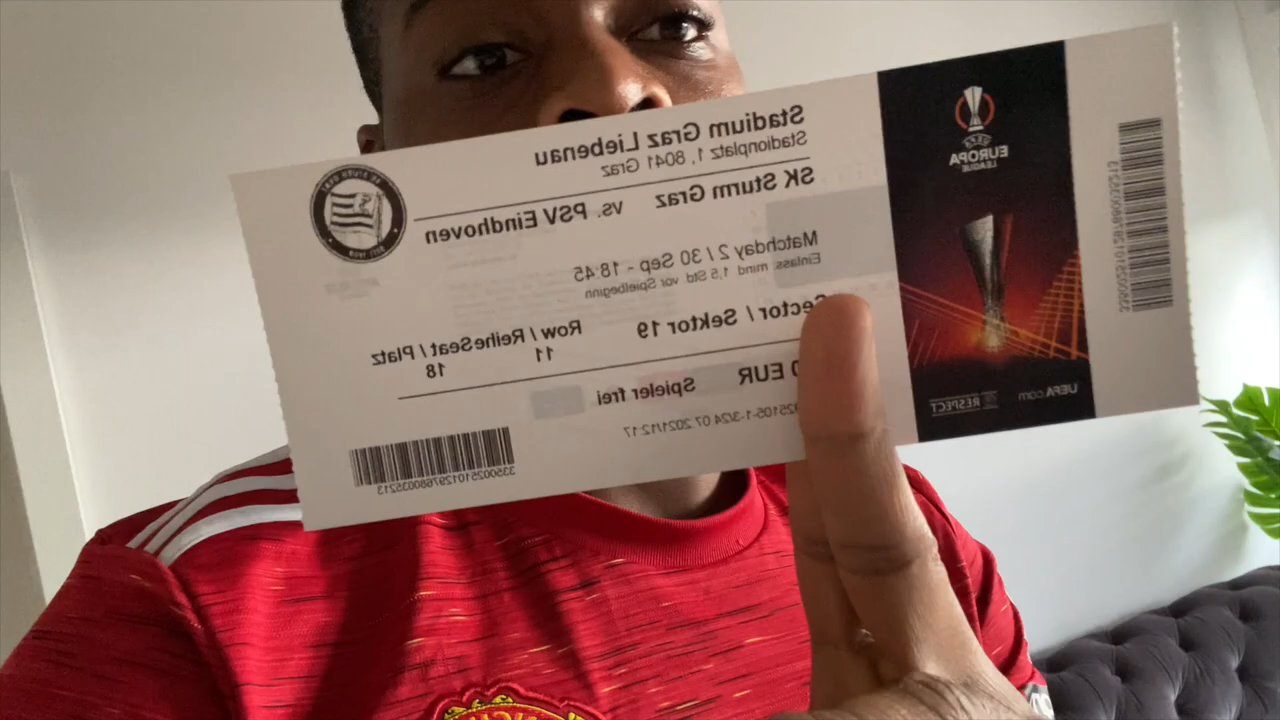 Stadium Graz Liebenau
Stadionplatz 1, 8041 Graz
SK Sturm Graz vs. PSV Eindhoven
Matchday 2 / 30 Sep - 18:45
Einlass: mind. 1,5 Std. vor Spielbeginn
Sector / Sektor 19 Row / Reihe Seat / Platz
11 18
EUR Spieler frei
UEFA
EUROPA
LEAGUE
RESPECT
UEFA.com